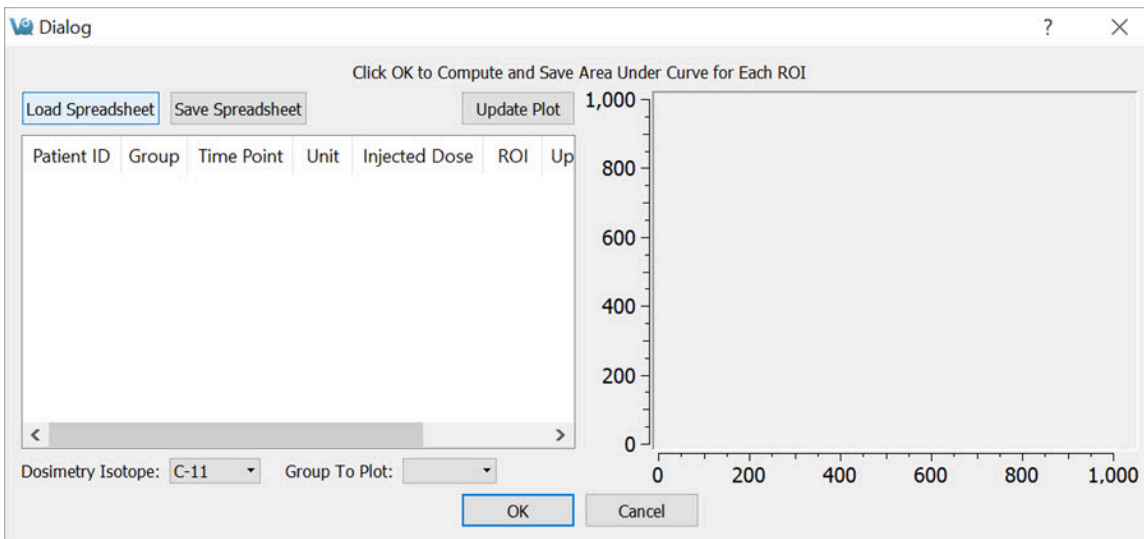 Dialog
?
Click OK to Compute and Save Area Under Curve for Each ROI
Load Spreadsheet Save Spreadsheet Update Plot
Patient ID Group Time Point Unit Injected Dose ROI Up
1,000
800
600
400
200
0
0 200 400 600 800 1,000
Dosimetry Isotope: C-11 Group To Plot:
OK Cancel